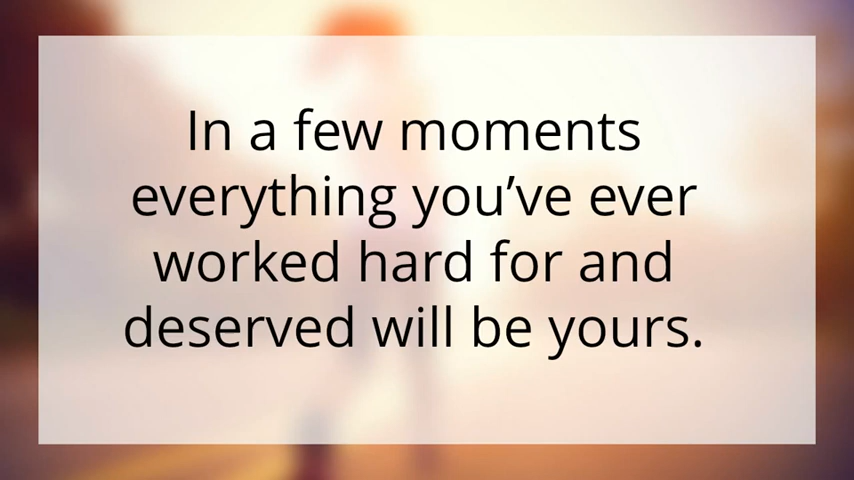 In a few moments
everything you’ve ever
worked hard for and
deserved will be yours.